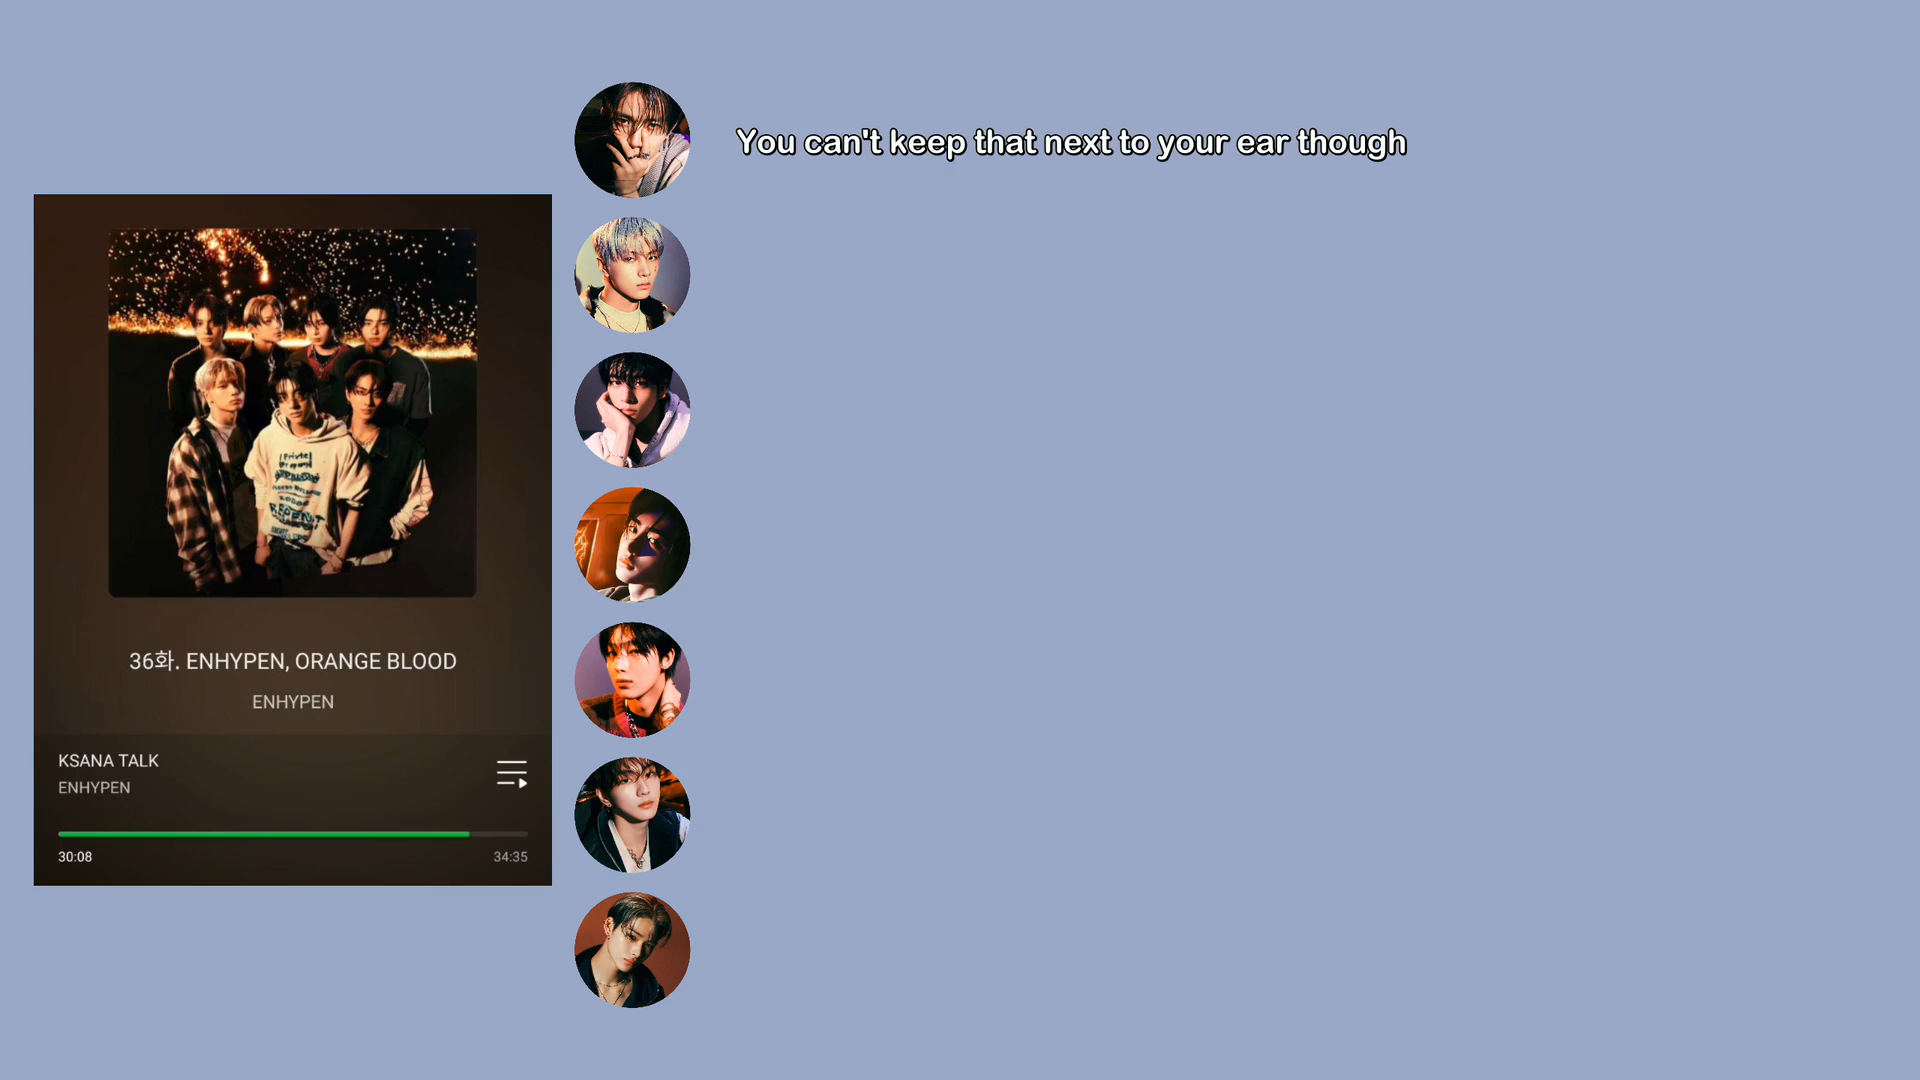 You can't keep that next to your ear though
36화. ENHYPEN, ORANGE BLOOD
ENHYPEN
KSANA TALK
ENHYPEN
30:08
34:35